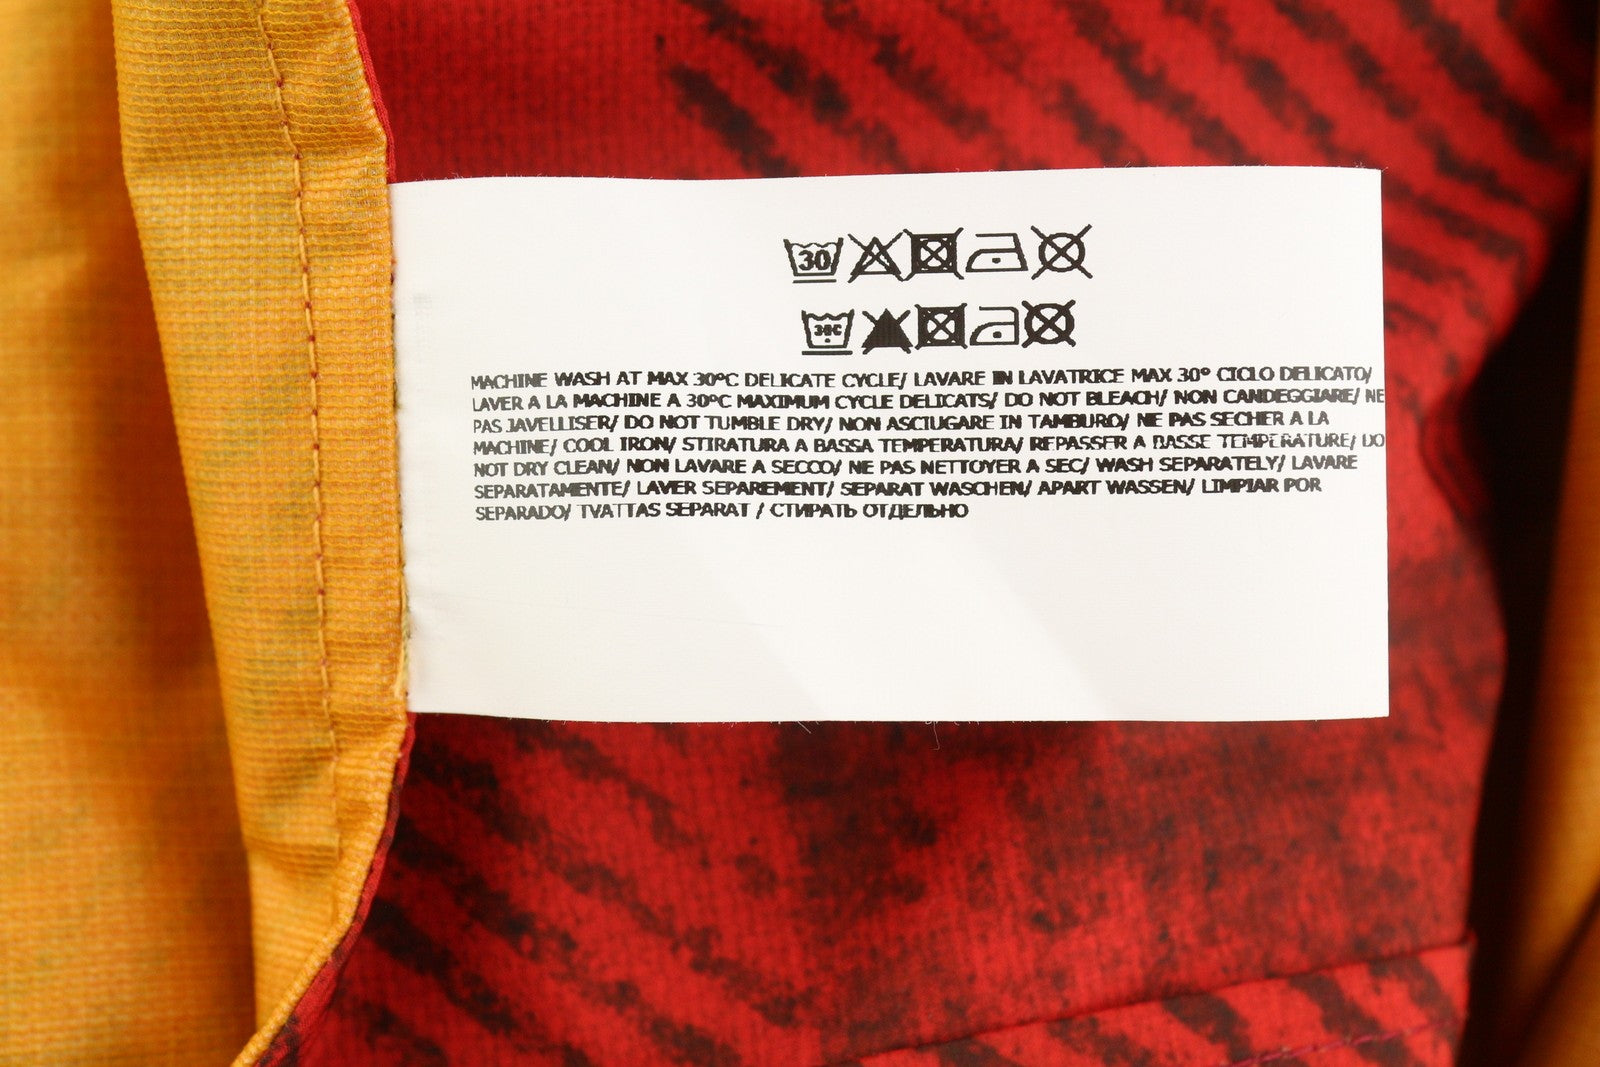 30
30C
MACHINE WASH AT MAX 30°C DELICATE CYCLE/ LAVARE IN LAVATRICE MAX 30° CICLO DELICATO/
LAVER A LA MACHINE A 30°C MAXIMUM CYCLE DELICATS/ DO NOT BLEACH/ NON CANDEGGIARE/ NE
PAS JAVELLISER/ DO NOT TUMBLE DRY/ NON ASCIUGARE IN TAMBURO/ NE PAS SECHER A LA
MACHINE/ COOL IRON/ STIRATURA A BASSA TEMPERATURA/ REPASSER A BASSE TEMPERATURE/ DO
NOT DRY CLEAN/ NON LAVARE A SECCO/ NE PAS NETTOYER A SEC/ WASH SEPARATELY/ LAVARE
SEPARATAMENTE/ LAVER SEPAREMENT/ SEPARAT WASCHEN/ APART WASSEN/ LIMPIAR POR
SEPARADO/ TVATTAS SEPARAT / СТИРАТЬ ОТДЕЛЬНО